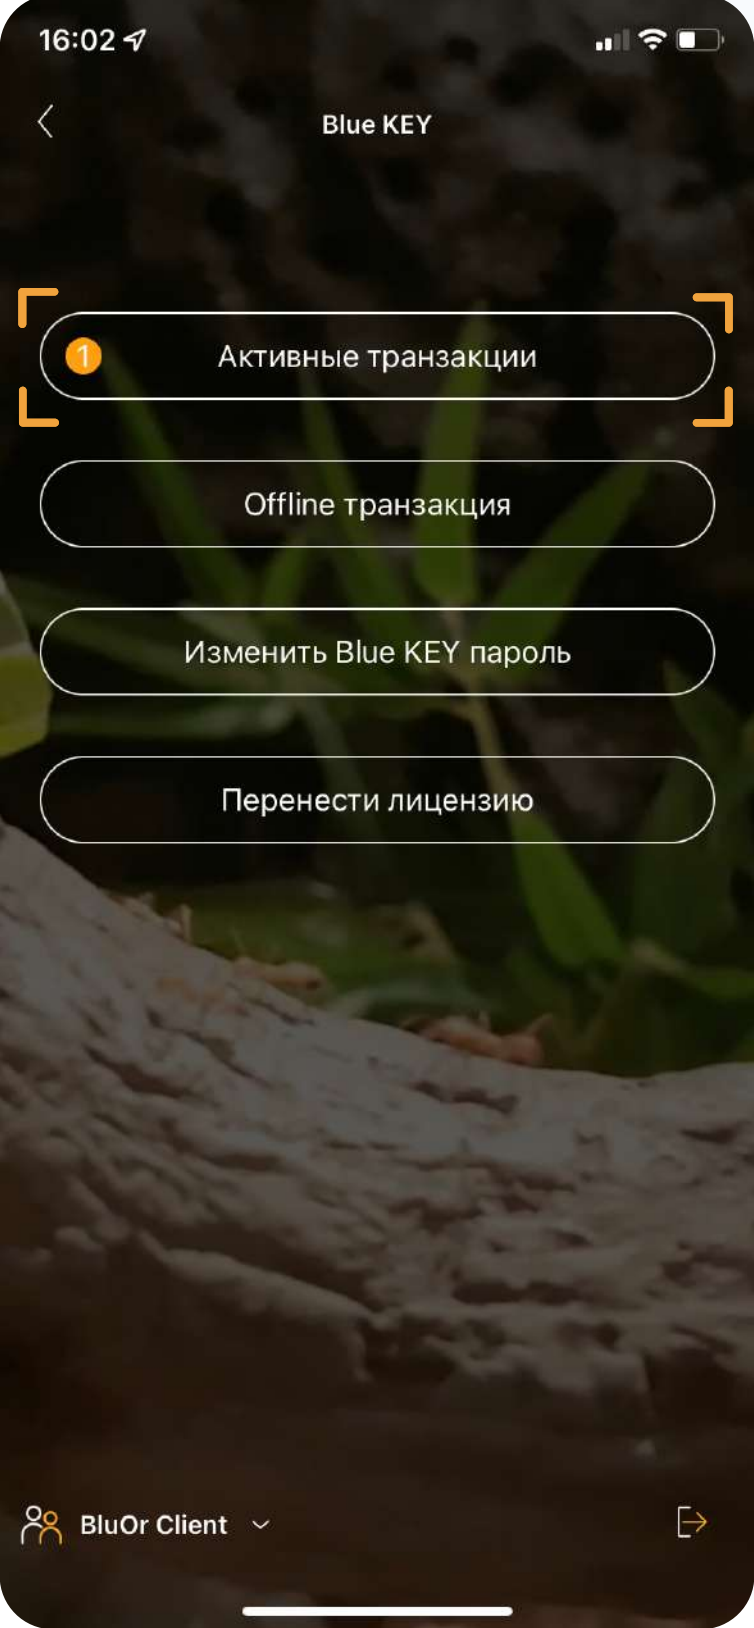 16:02
Blue KEY
1 Активные транзакции
Offline транзакция
Изменить Blue KEY пароль
Перенести лицензию
BluOr Client